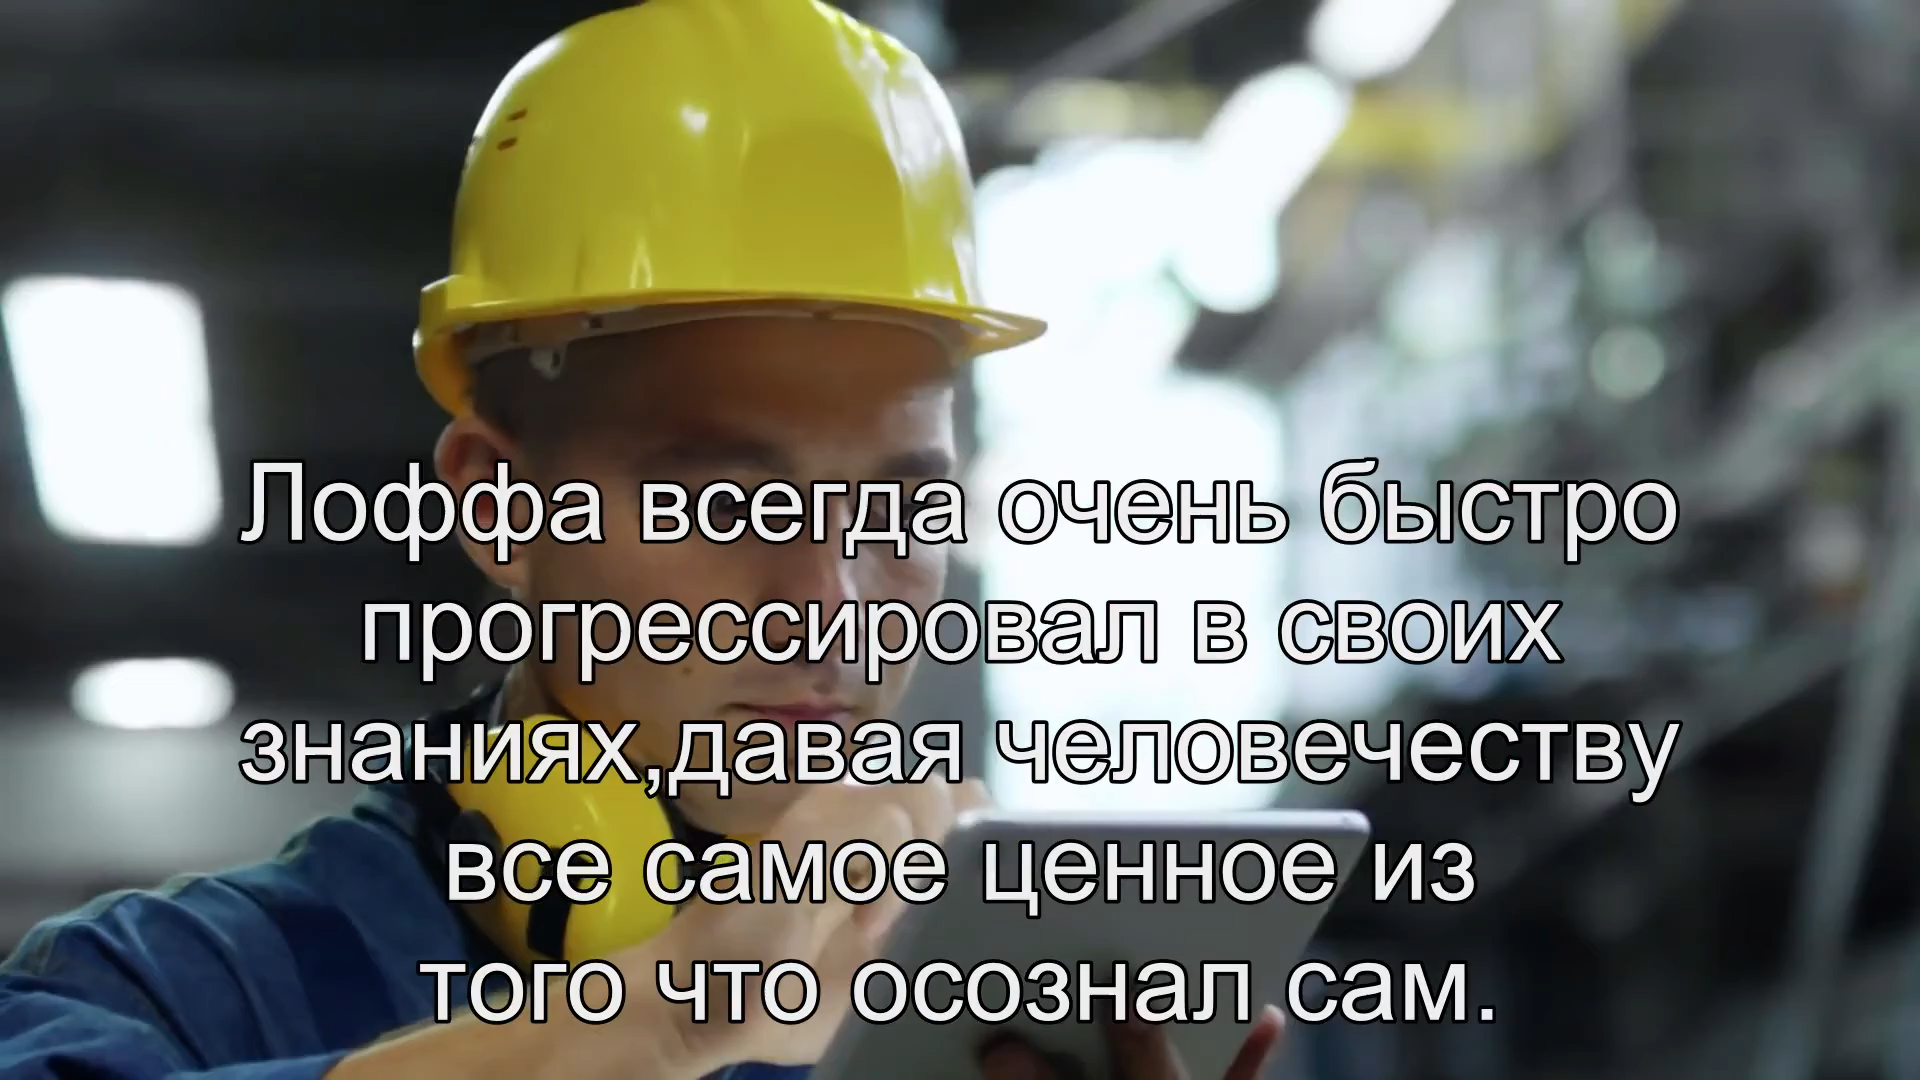 Лоффа всегда очень быстро
прогрессировал в своих
знаниях,давая человечеству
все самое ценное из
того что осознал сам.